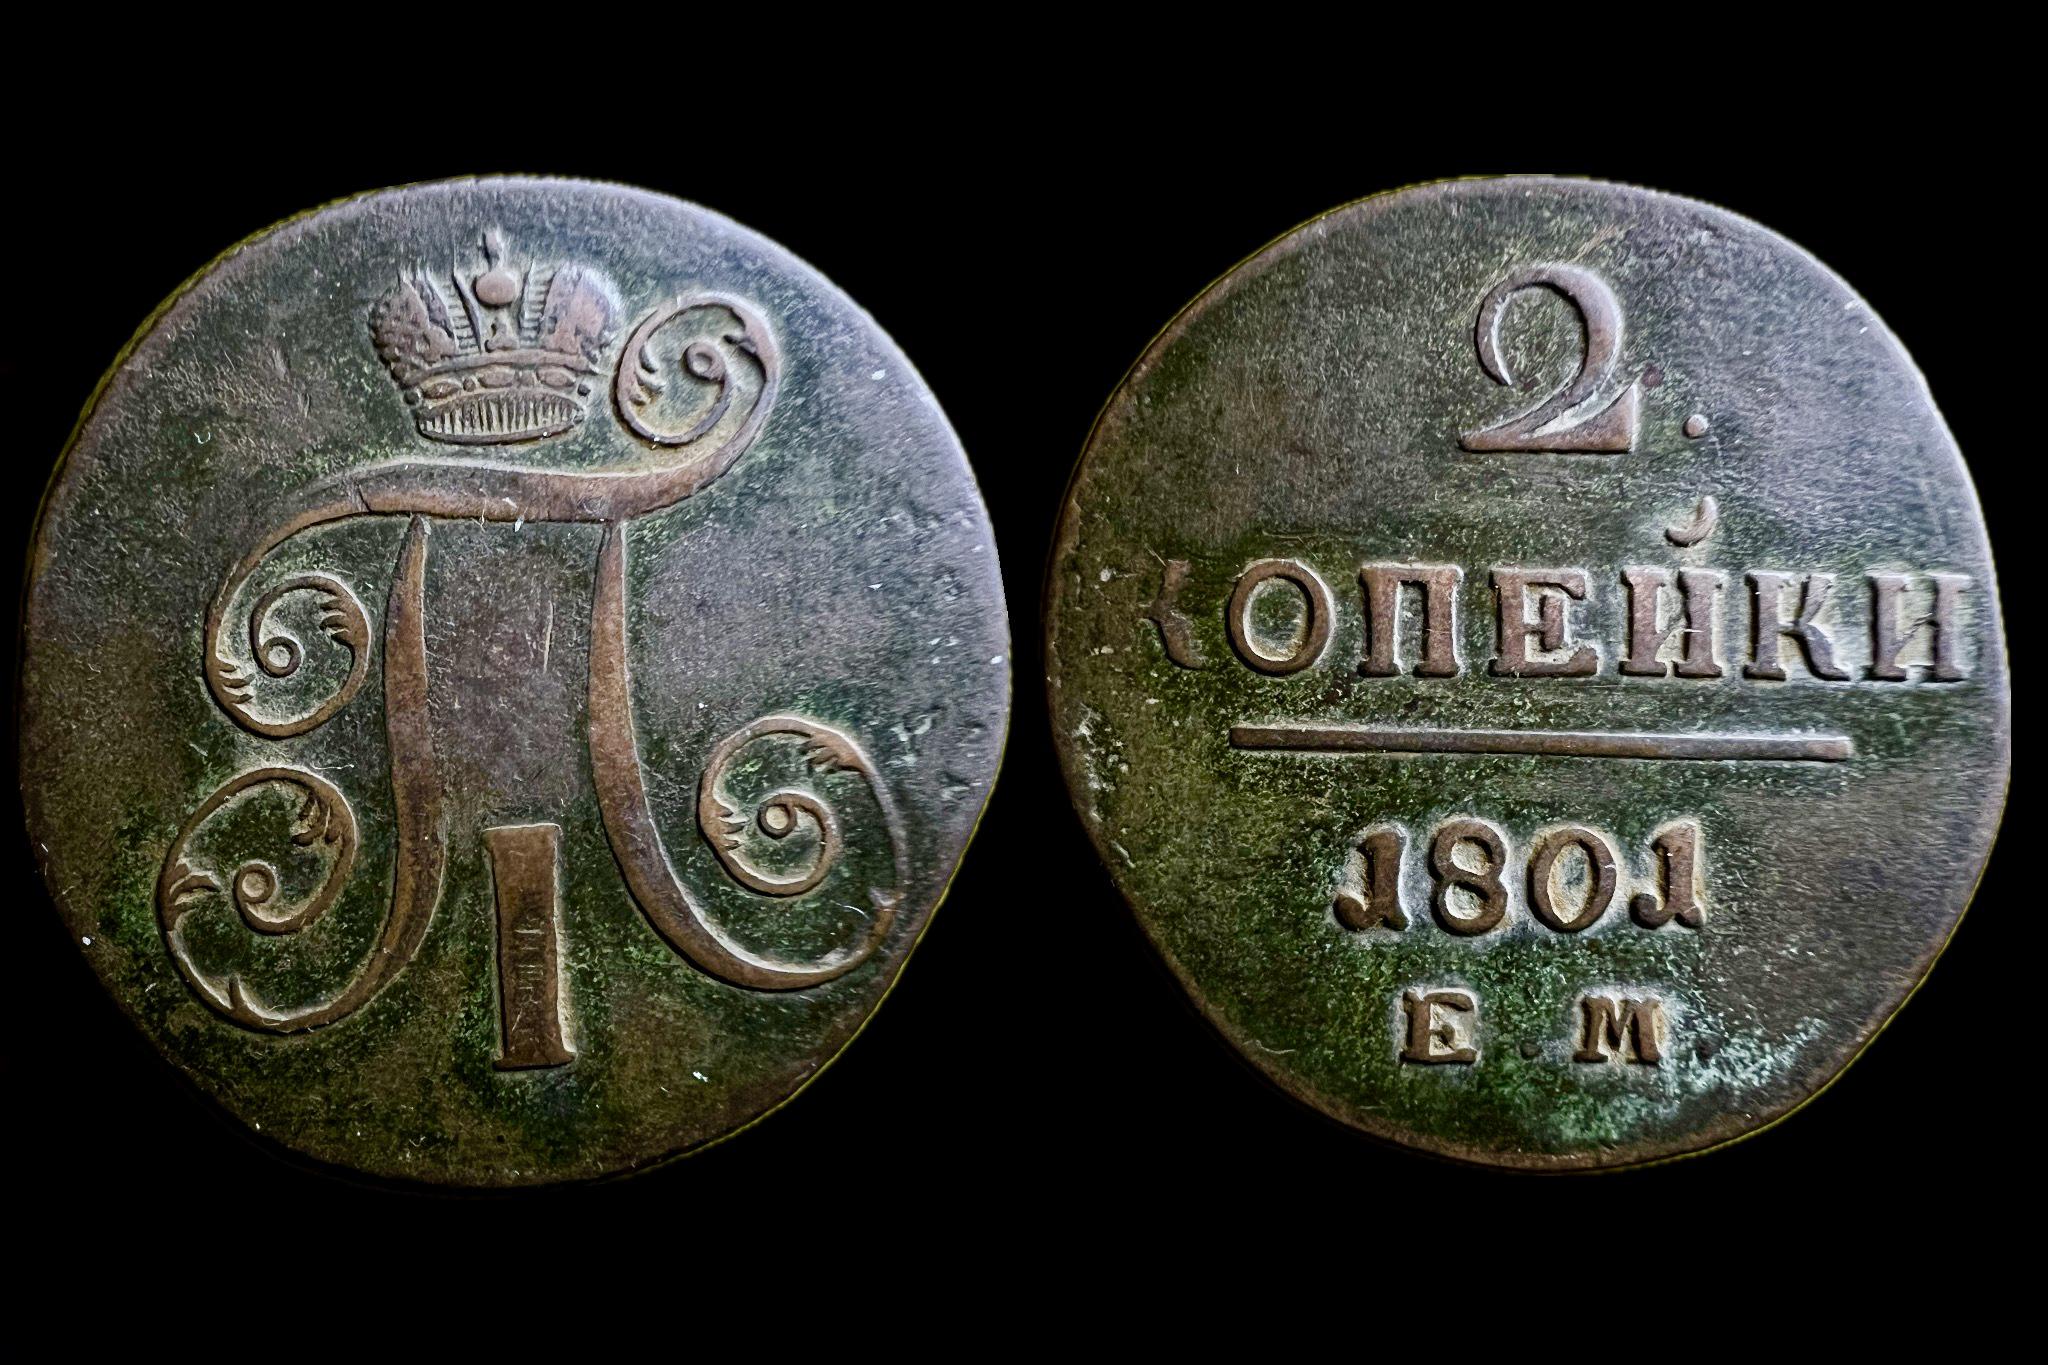 П
I
2.
КОПЕЙКИ
1801
Е · М